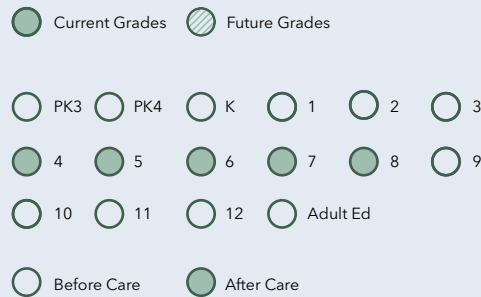 Current Grades Future Grades
PK3 PK4 K 1 2 3
4 5 6 7 8 9
10 11 12 Adult Ed
Before Care After Care